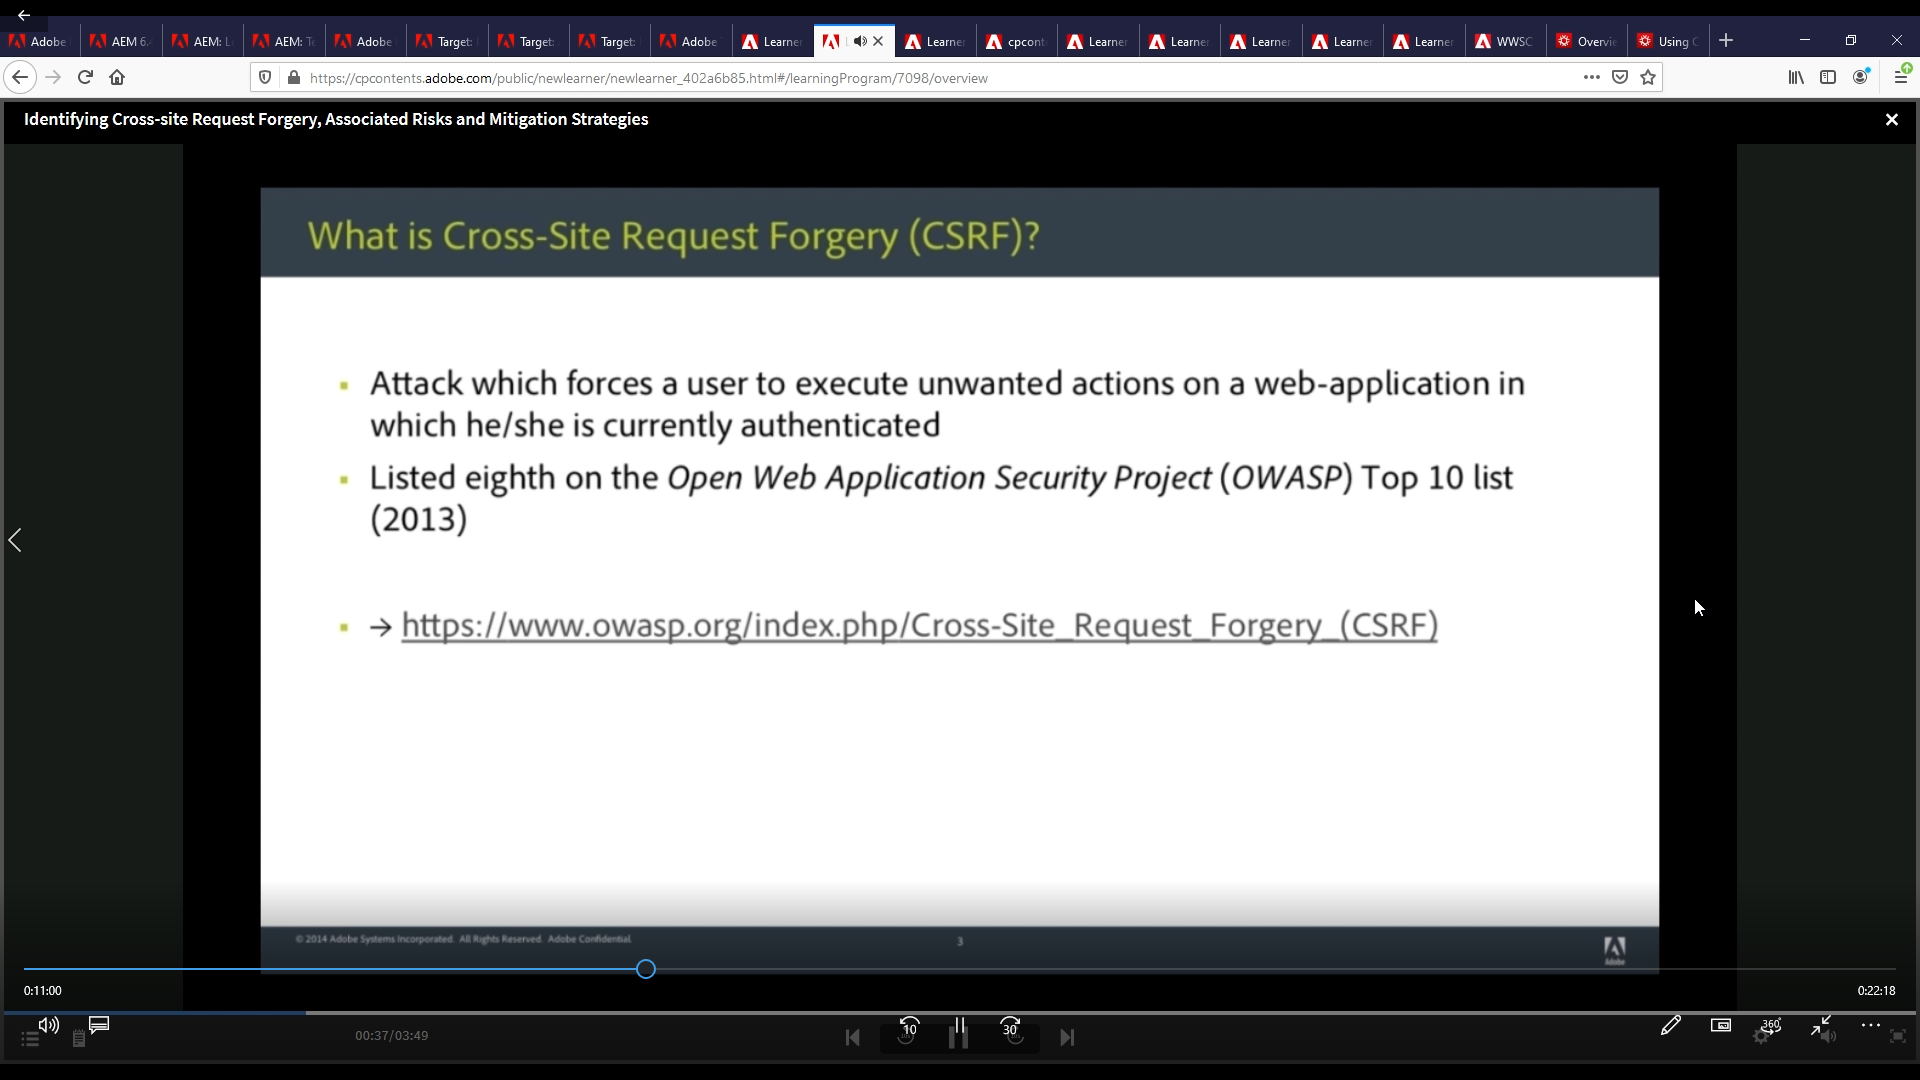 Adobe
AEM 6.
AEM: L
AEM: T
Adobe
Target:
Target:
Target:
Adobe
Learner
L
Learner
cpcont
Learner
Learner
Learner
Learner
Learner
WWSC
Overvie
Using C
https://cpcontents.adobe.com/public/newlearner/newlearner_402a6b85.html#/learningProgram/7098/overview
Identifying Cross-site Request Forgery, Associated Risks and Mitigation Strategies
What is Cross-Site Request Forgery (CSRF)?
Attack which forces a user to execute unwanted actions on a web-application in
which he/she is currently authenticated
Listed eighth on the Open Web Application Security Project (OWASP) Top 10 list
(2013)
→ https://www.owasp.org/index.php/Cross-Site_Request_Forgery_(CSRF)
© 2014 Adobe Systems Incorporated. All Rights Reserved. Adobe Confidential.
3
Adobe
0:11:00
0:22:18
00:37/03:49
10
30
360°